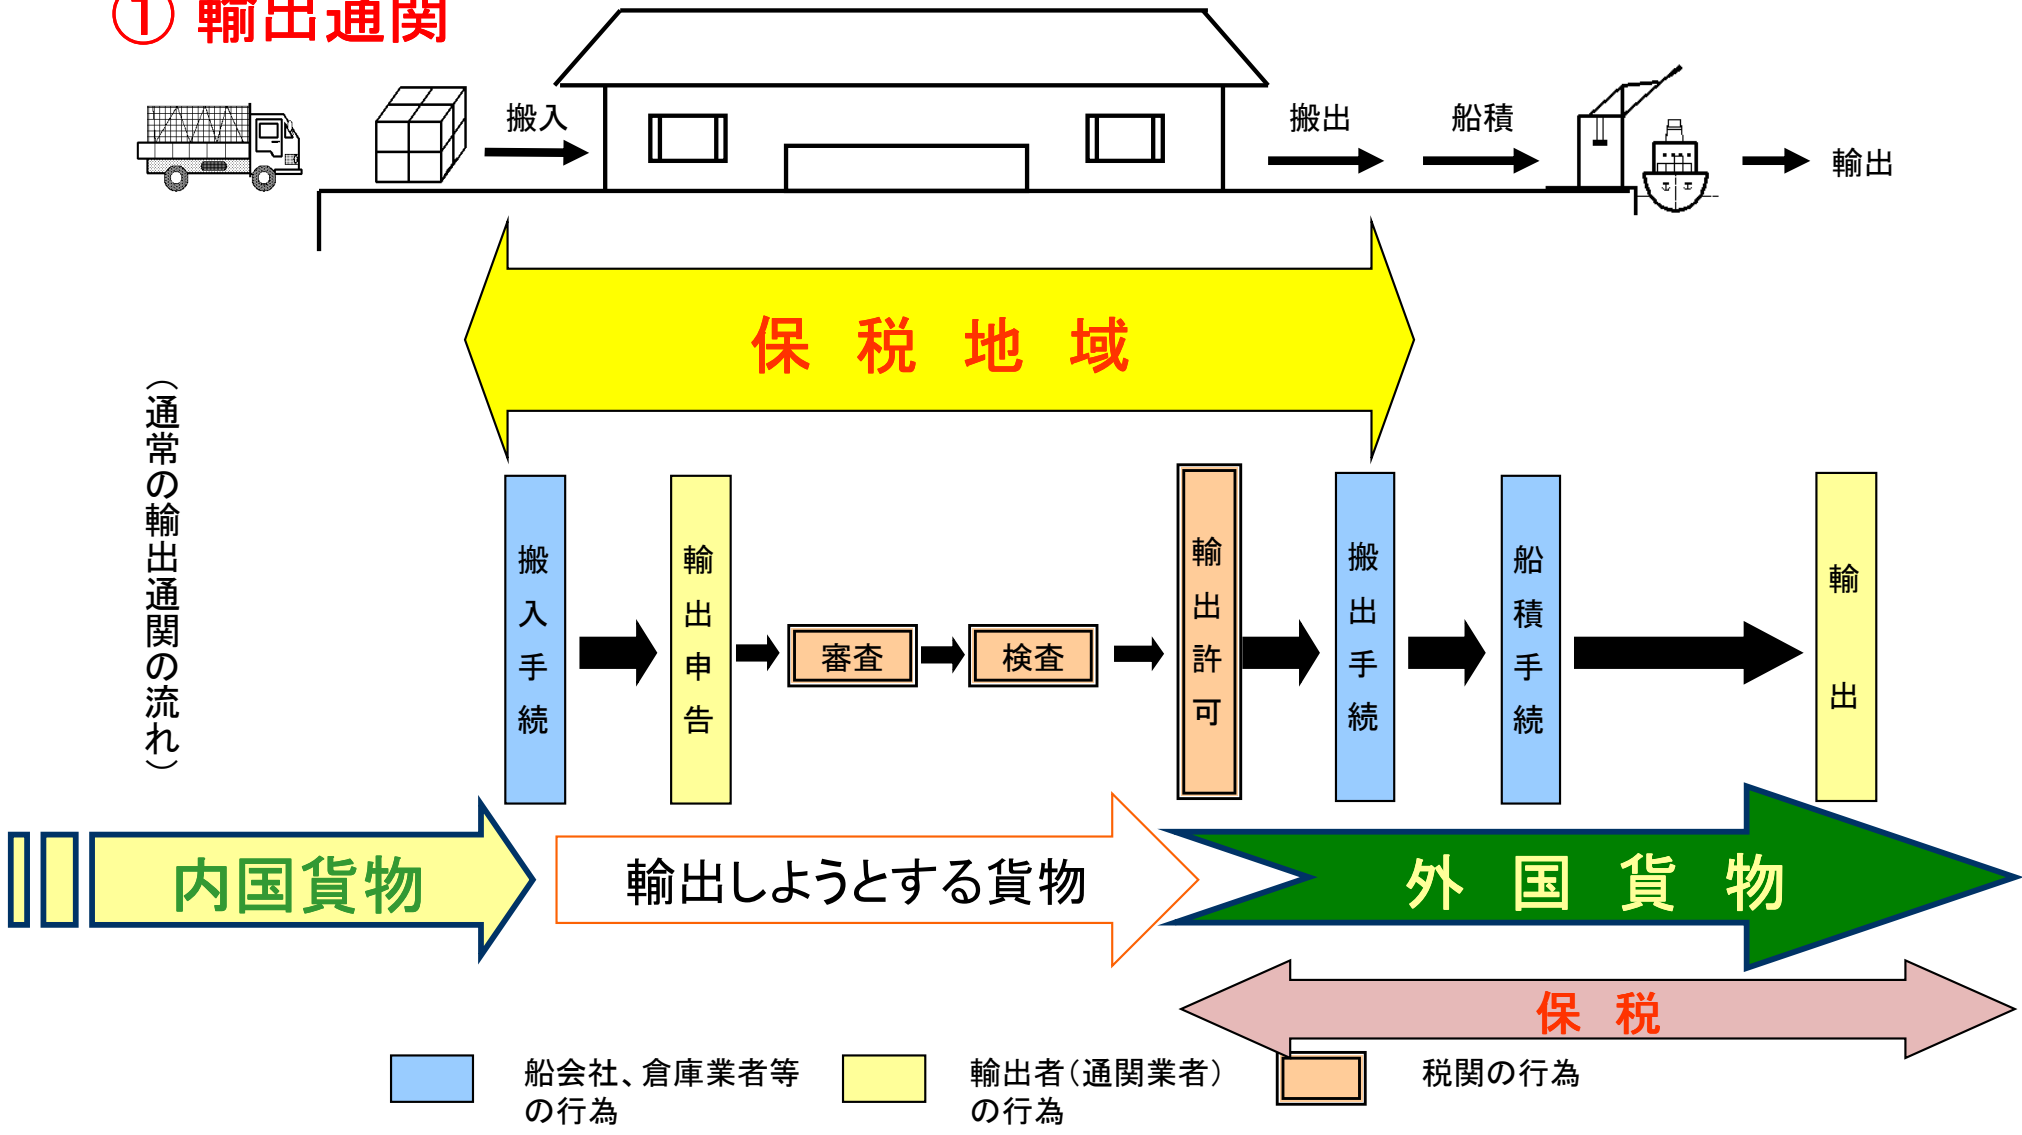 ① 輸出通関
搬入
搬出
船積
輸出
保 税 地 域
（通常の輸出通関の流れ）
搬入手続
輸出申告
審査
検査
輸出許可
搬出手続
船積手続
輸出
内国貨物
輸出しようとする貨物
外 国 貨 物
保 税
船会社、倉庫業者等
の行為
輸出者（通関業者）
の行為
税関の行為